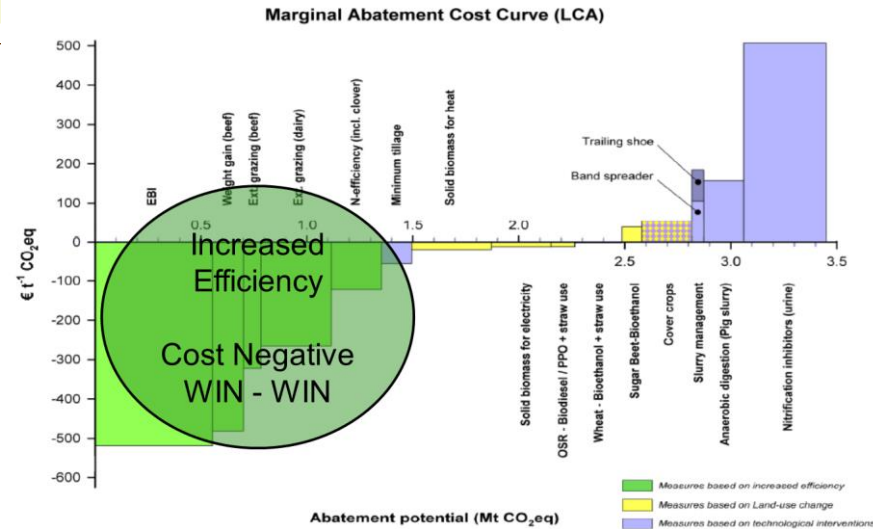 Marginal Abatement Cost Curve (LCA)
500
400
300
200
100
0
-100
-200
-300
-400
-500
-600
€ t⁻¹ CO₂eq
0.5
1.0
1.5
2.0
2.5
3.0
3.5
EBI
Weight gain (beef)
Ext. grazing (beef)
Ext. grazing (dairy)
N-efficiency (incl. clover)
Minimum tillage
Solid biomass for heat
Trailing shoe
Band spreader
Increased
Efficiency
Cost Negative
WIN - WIN
Solid biomass for electricity
OSR - Biodiesel / PPO + straw use
Wheat - Bioethanol + straw use
Sugar Beet-Bioethanol
Cover crops
Slurry management
Anaerobic digestion (Pig slurry)
Nitrification inhibitors (urine)
Abatement potential (Mt CO₂eq)
Measures based on increased efficiency
Measures based on Land-use change
Measures based on technological interventions